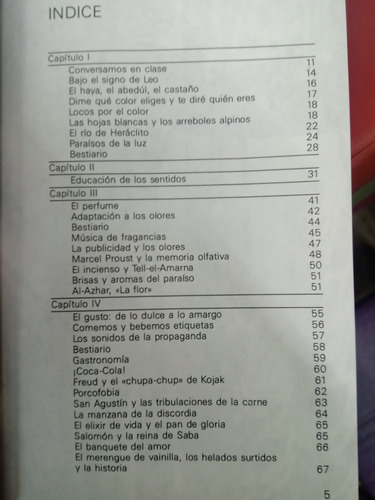 INDICE
Capítulo I 11
Conversamos en clase 14
Bajo el signo de Leo 16
El haya, el abedúl, el castaño 17
Dime qué color eliges y te diré quién eres 18
Locos por el color 18
Las hojas blancas y los arreboles alpinos 22
El río de Heráclito 24
Paraísos de la luz 28
Bestiario
Capítulo II
Educación de los sentidos 31
Capítulo III
El perfume 41
Adaptación a los olores 42
Bestiario 44
Música de fragancias 45
La publicidad y los olores 47
Marcel Proust y la memoria olfativa 48
El incienso y Tell-el-Amarna 50
Brisas y aromas del paraíso 51
Al-Azhar, «La flor» 51
Capítulo IV
El gusto: de lo dulce a lo amargo 55
Comemos y bebemos etiquetas 56
Los sonidos de la propaganda 57
Bestiario 58
Gastronomía 59
¡Coca-Cola! 60
Freud y el «chupa-chup» de Kojak 61
Porcofobia 62
San Agustín y las tribulaciones de la carne 63
La manzana de la discordia 64
El elixir de vida y el pan de gloria 65
Salomón y la reina de Saba 65
El banquete del amor 66
El merengue de vainilla, los helados surtidos
y la historia 67
5